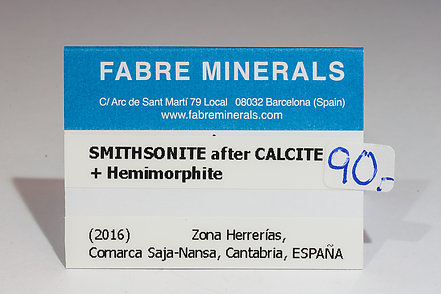 FABRE MINERALS
C/ Arc de Sant Martí 79 Local 08032 Barcelona (Spain)
www.fabreminerals.com
SMITHSONITE after CALCITE
+ Hemimorphite
90.-
(2016) Zona Herrerías,
Comarca Saja-Nansa, Cantabria, ESPAÑA